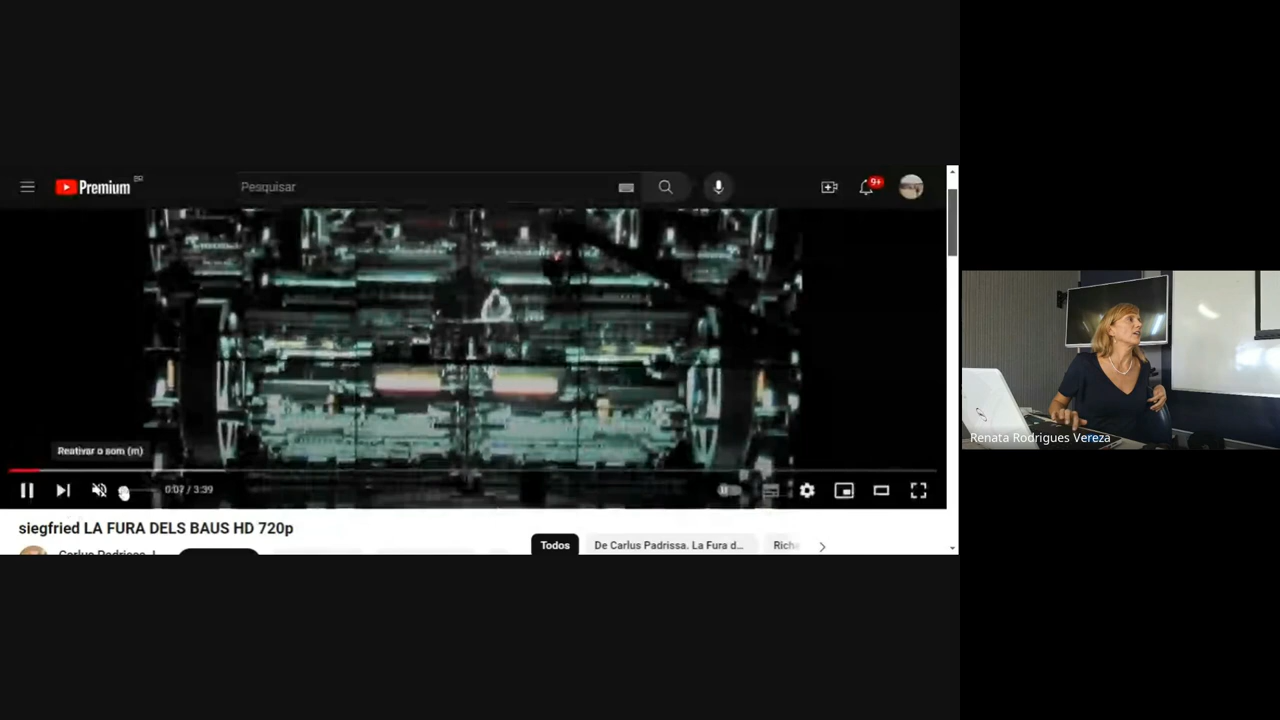 Premium BR
Pesquisar
9+
Reativar o som (m)
0:07 / 3:39
siegfried LA FURA DELS BAUS HD 720p
Todos
De Carlus Padrissa. La Fura d...
Richa
Renata Rodrigues Vereza